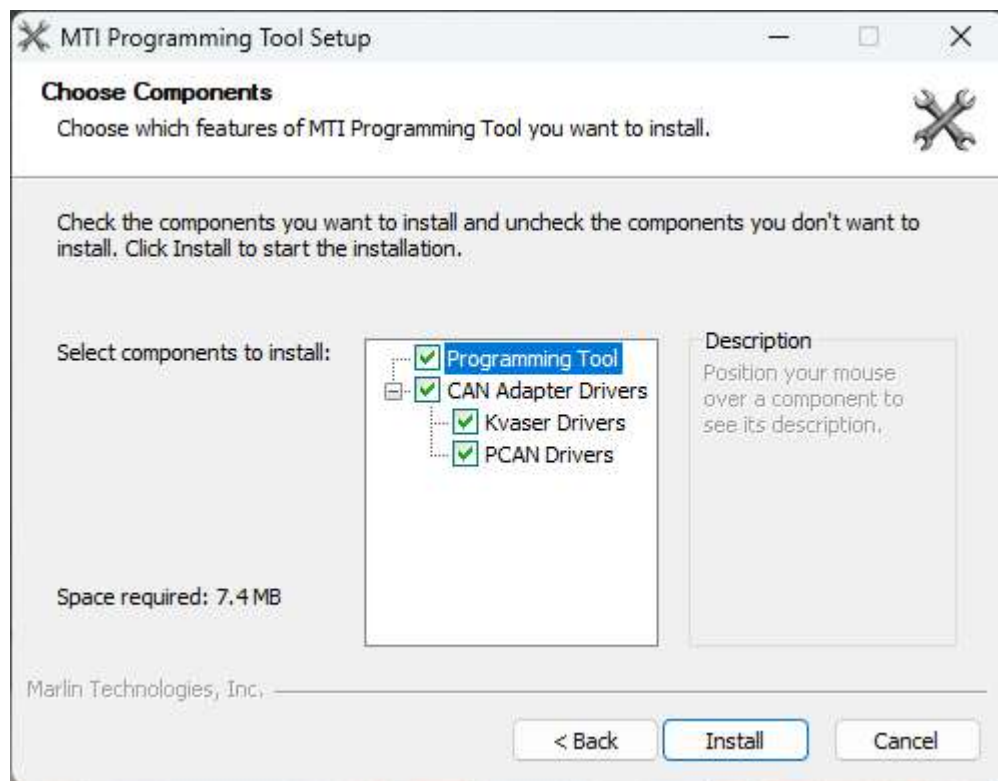 MTI Programming Tool Setup
Choose Components
Choose which features of MTI Programming Tool you want to install.
Check the components you want to install and uncheck the components you don't want to
install. Click Install to start the installation.
Select components to install:
Programming Tool
CAN Adapter Drivers
Kvaser Drivers
PCAN Drivers
Description
Position your mouse
over a component to
see its description.
Space required: 7.4 MB
Marlin Technologies, Inc.
< Back
Install
Cancel